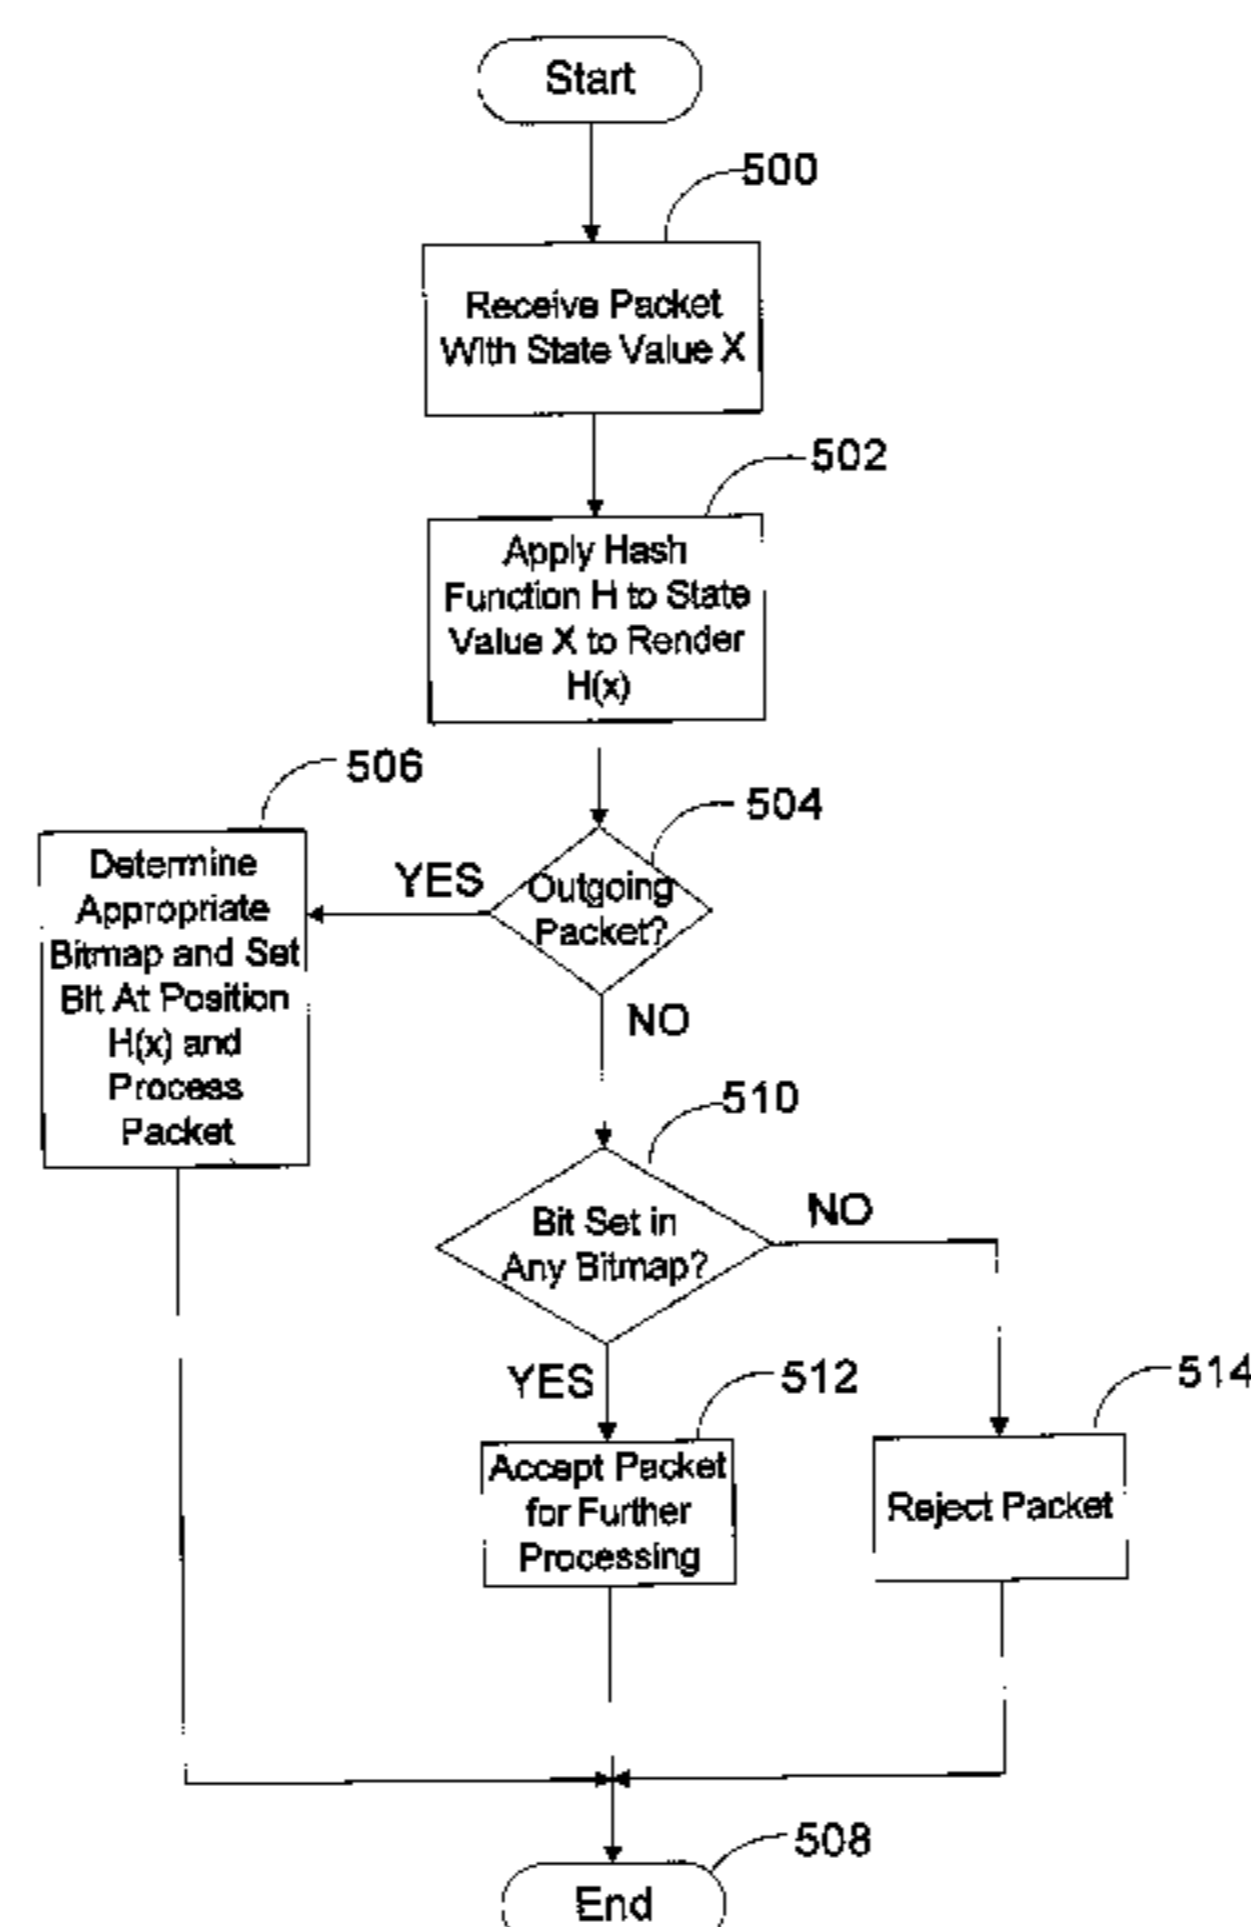 Start
500
Receive Packet
With State Value X
502
Apply Hash
Function H to State
Value X to Render
H(x)
506
504
Determine
Appropriate
Bitmap and Set
Bit At Position
H(x) and
Process
Packet
YES
Outgoing
Packet?
NO
510
Bit Set in
Any Bitmap?
NO
YES
512
514
Accept Packet
for Further
Processing
Reject Packet
508
End